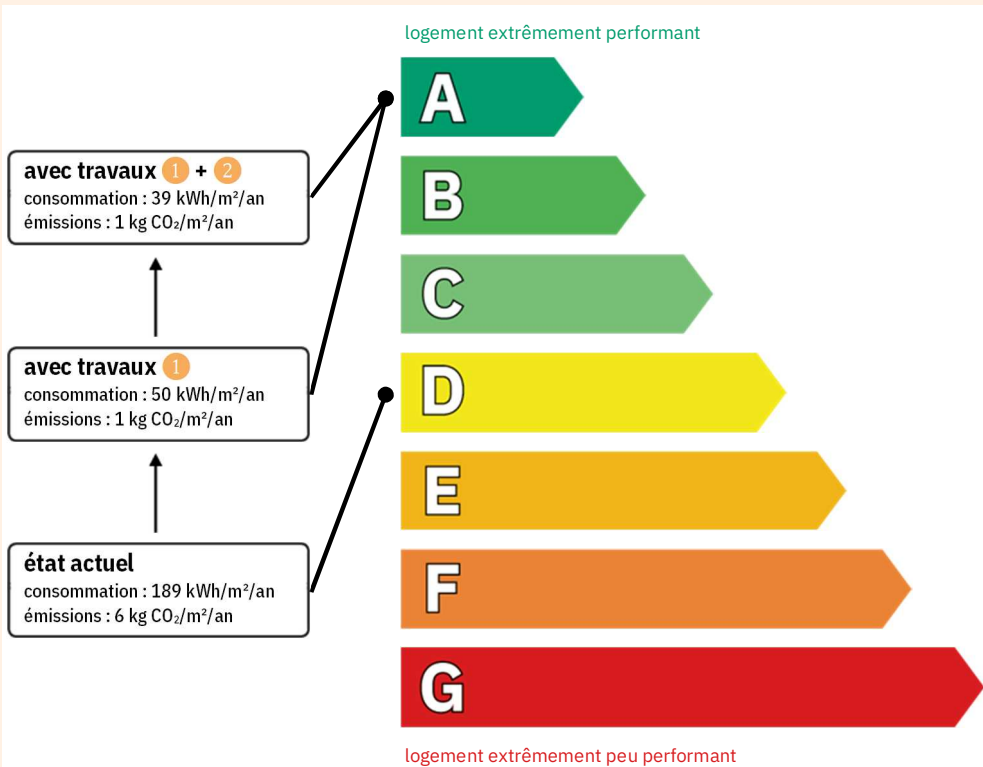 logement extrêmement performant
A
avec travaux 1 + 2
consommation : 39 kWh/m²/an
émissions : 1 kg CO₂/m²/an
B
C
avec travaux 1
consommation : 50 kWh/m²/an
émissions : 1 kg CO₂/m²/an
D
E
état actuel
consommation : 189 kWh/m²/an
émissions : 6 kg CO₂/m²/an
F
G
logement extrêmement peu performant